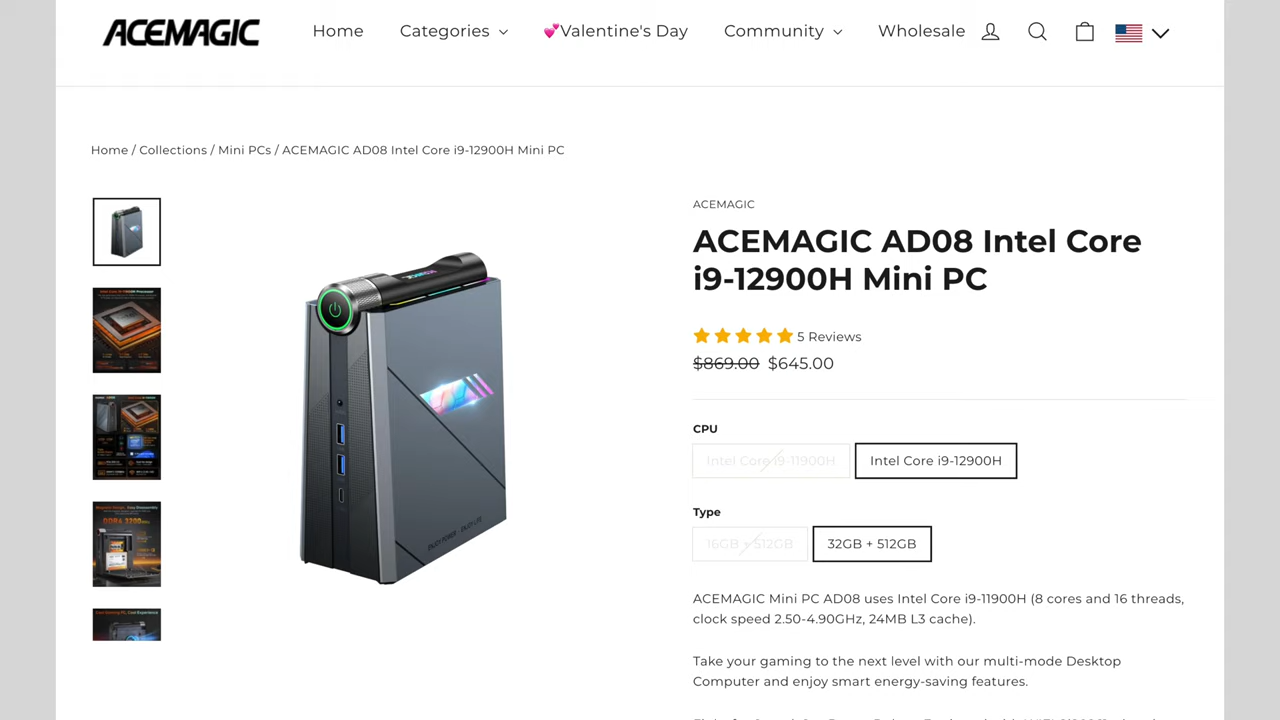 ACEMAGIC
Home Categories 💕Valentine's Day Community Wholesale
Home / Collections / Mini PCs / ACEMAGIC AD08 Intel Core i9-12900H Mini PC
ACEMAGIC
ACEMAGIC AD08 Intel Core
i9-12900H Mini PC
5 Reviews
$869.00 $645.00
CPU
Intel Core i9-12900H
Type
16GB + 512GB 32GB + 512GB
ENJOY POWER · ENJOY LIFE
ACEMAGIC Mini PC AD08 uses Intel Core i9-11900H (8 cores and 16 threads,
clock speed 2.50-4.90GHz, 24MB L3 cache).
Take your gaming to the next level with our multi-mode Desktop
Computer and enjoy smart energy-saving features.